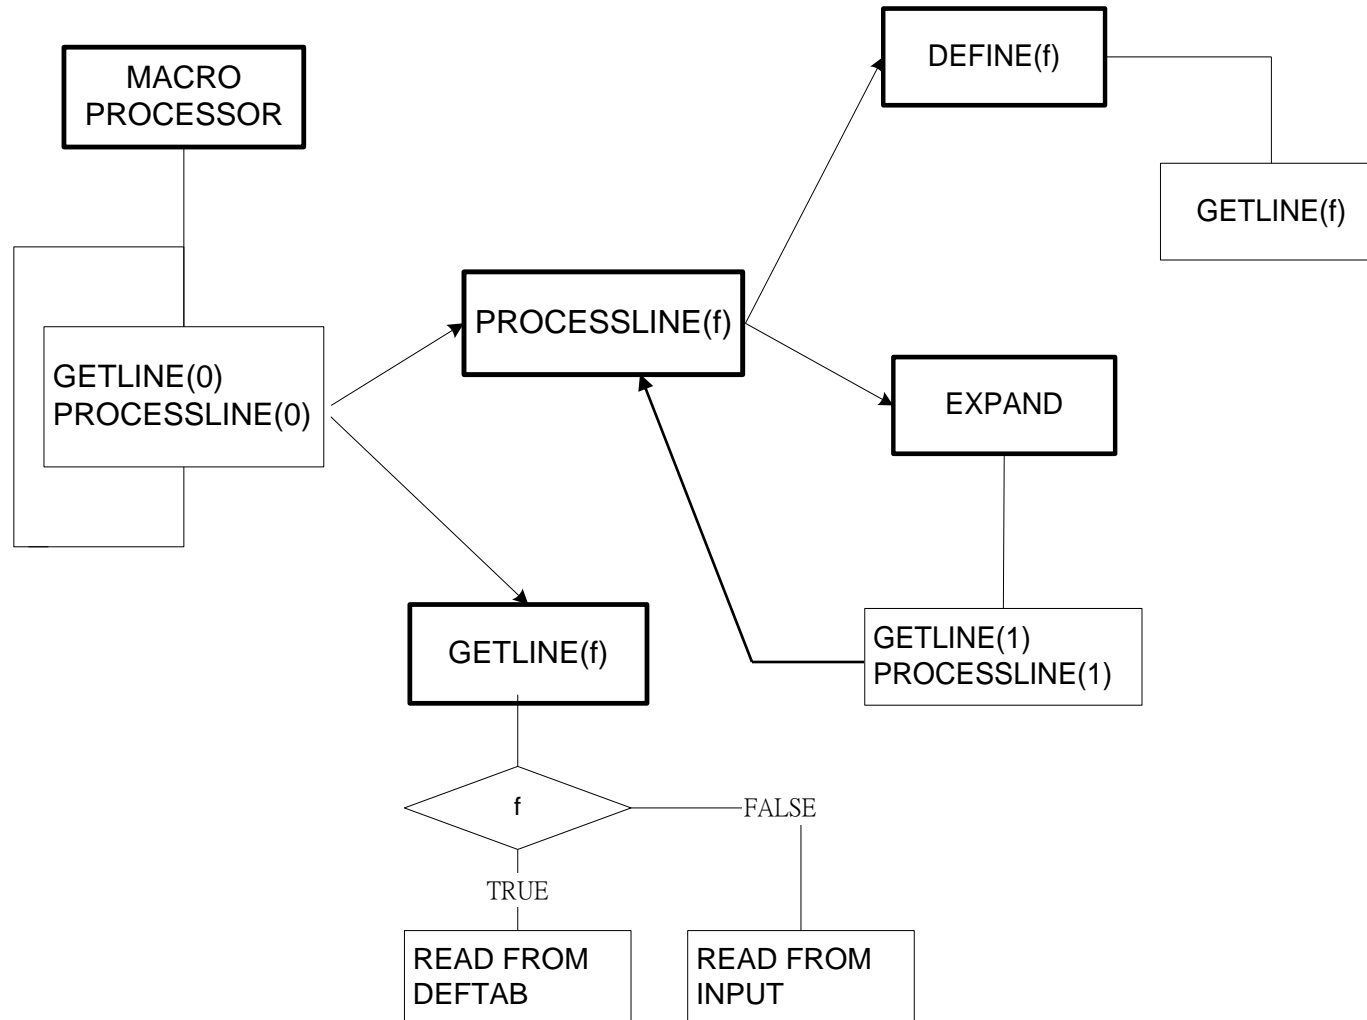 MACRO
PROCESSOR
DEFINE(f)
GETLINE(f)
PROCESSLINE(f)
GETLINE(0)
PROCESSLINE(0)
EXPAND
GETLINE(f)
GETLINE(1)
PROCESSLINE(1)
f
FALSE
TRUE
READ FROM
DEFTAB
READ FROM
INPUT